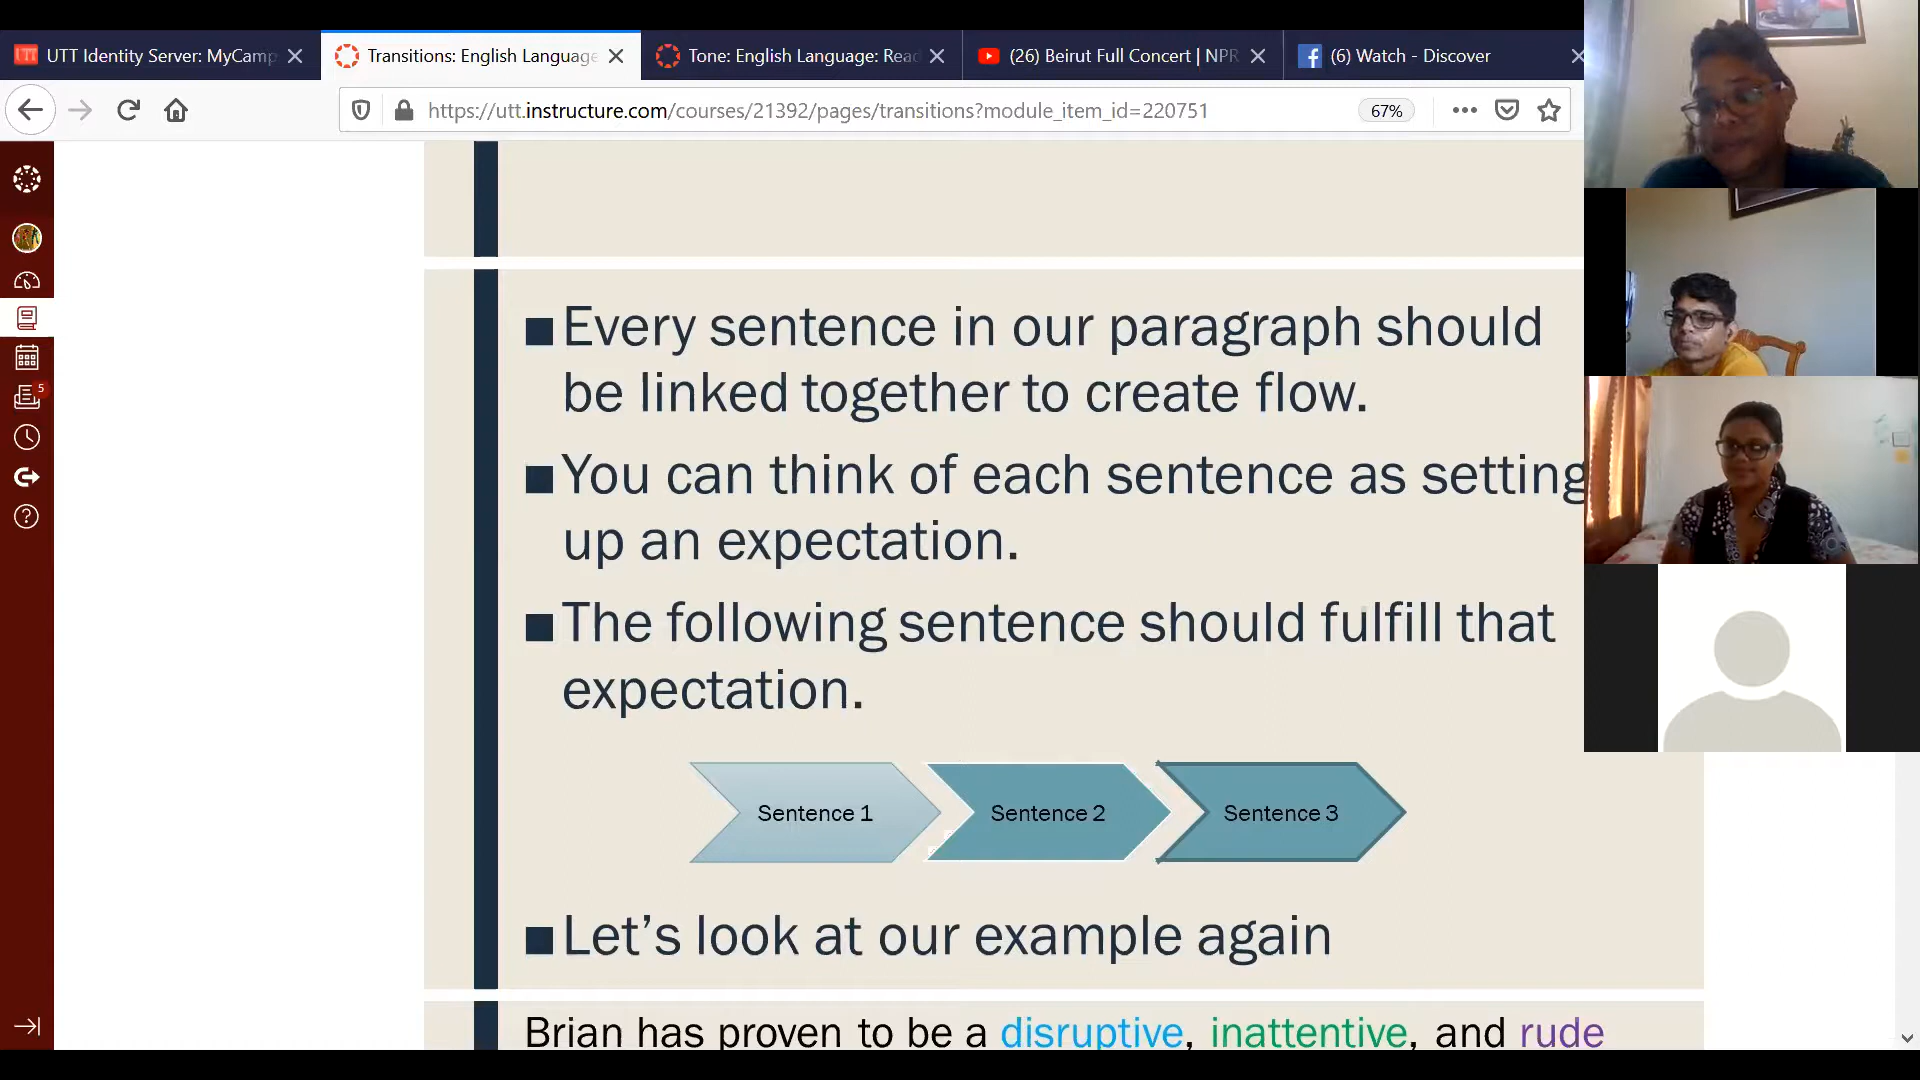 UTT Identity Server: MyCamp
Transitions: English Language
Tone: English Language: Read
(26) Beirut Full Concert | NPR
(6) Watch - Discover
https://utt.instructure.com/courses/21392/pages/transitions?module_item_id=220751
67%
5
Every sentence in our paragraph should
be linked together to create flow.
You can think of each sentence as setting
up an expectation.
The following sentence should fulfill that
expectation.
Sentence 1
Sentence 2
Sentence 3
Let's look at our example again
Brian has proven to be a disruptive, inattentive, and rude